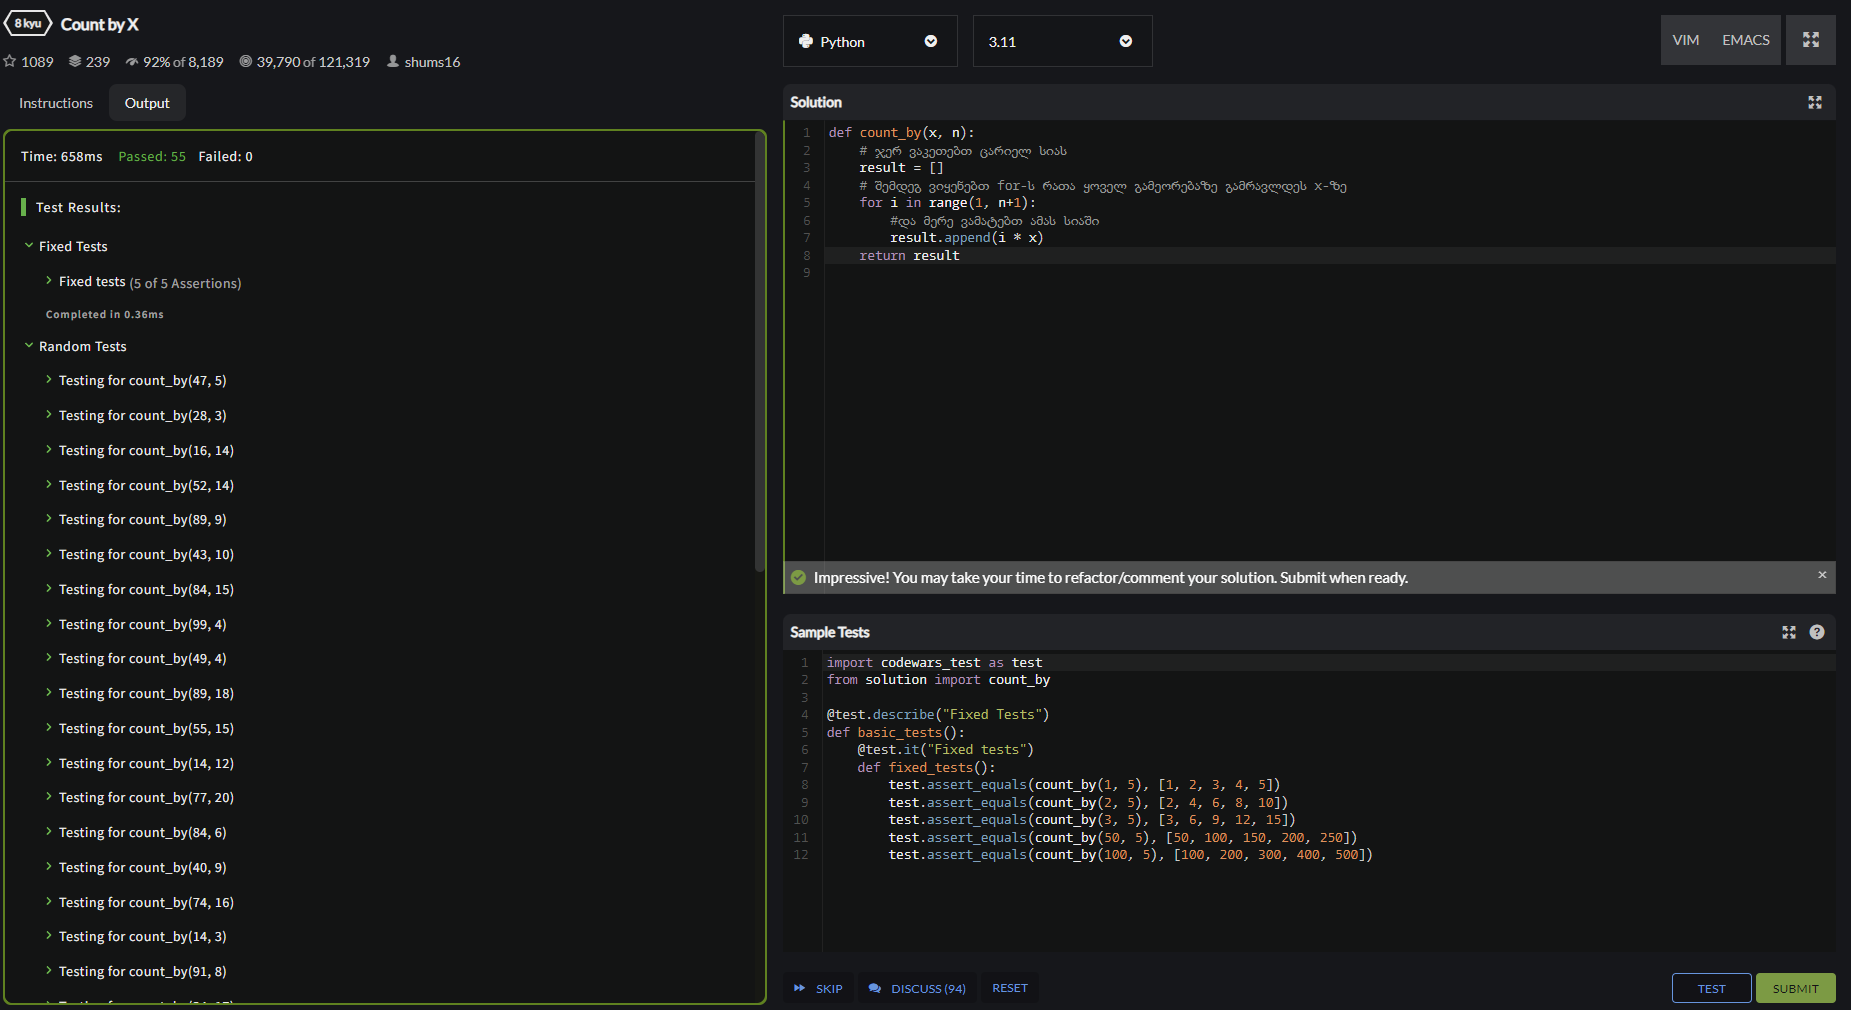 8 kyu Count by X
1089 239 92% of 8,189 39,790 of 121,319 shums16
Instructions Output
Time: 658ms Passed: 55 Failed: 0
Test Results:
Fixed Tests
Fixed tests (5 of 5 Assertions)
Completed in 0.36ms
Random Tests
Testing for count_by(47, 5)
Testing for count_by(28, 3)
Testing for count_by(16, 14)
Testing for count_by(52, 14)
Testing for count_by(89, 9)
Testing for count_by(43, 10)
Testing for count_by(84, 15)
Testing for count_by(99, 4)
Testing for count_by(49, 4)
Testing for count_by(89, 18)
Testing for count_by(55, 15)
Testing for count_by(14, 12)
Testing for count_by(77, 20)
Testing for count_by(84, 6)
Testing for count_by(40, 9)
Testing for count_by(74, 16)
Testing for count_by(14, 3)
Testing for count_by(91, 8)
Python 3.11 VIM EMACS
Solution
1 def count_by(x, n):
2 # ჯერ ვაკეთებთ ცარიელ სიას
3 result = []
4 # შემდეგ ვიყენებთ for-ს რათა ყოველ გამეორებაზე გამრავლდეს x-ზე
5 for i in range(1, n+1):
6 #და მერე ვამატებთ ამას სიაში
7 result.append(i * x)
8 return result
9
Impressive! You may take your time to refactor/comment your solution. Submit when ready. ×
Sample Tests ?
1 import codewars_test as test
2 from solution import count_by
3
4 @test.describe("Fixed Tests")
5 def basic_tests():
6 @test.it("Fixed tests")
7 def fixed_tests():
8 test.assert_equals(count_by(1, 5), [1, 2, 3, 4, 5])
9 test.assert_equals(count_by(2, 5), [2, 4, 6, 8, 10])
10 test.assert_equals(count_by(3, 5), [3, 6, 9, 12, 15])
11 test.assert_equals(count_by(50, 5), [50, 100, 150, 200, 250])
12 test.assert_equals(count_by(100, 5), [100, 200, 300, 400, 500])
SKIP DISCUSS (94) RESET TEST SUBMIT